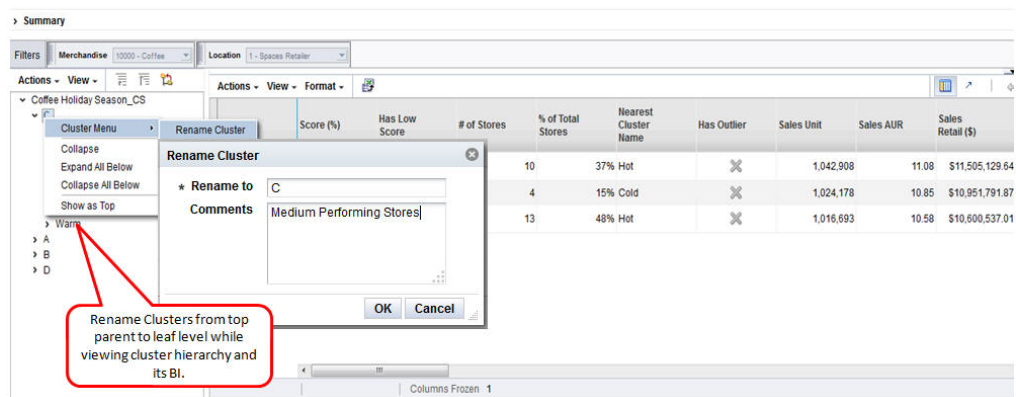 Summary
Filters Merchandise 10000 - Coffee Location 1 - Spaces Retailer
Actions View
Actions View Format
Coffee Holiday Season_CS
C
Cluster Menu
Rename Cluster
Collapse
Expand All Below
Collapse All Below
Show as Top
Warm
A
B
D
Score (%) Has Low Score # of Stores % of Total Stores Nearest Cluster Name Has Outlier Sales Unit Sales AUR Sales Retail ($)
10 37% Hot 1,042,908 11.08 $11,505,129.64
4 15% Cold 1,024,178 10.85 $10,951,791.87
13 48% Hot 1,016,693 10.58 $10,600,537.01
Rename Cluster
* Rename to C
Comments Medium Performing Stores
OK Cancel
Rename Clusters from top
parent to leaf level while
viewing cluster hierarchy and
its BI.
Columns Frozen 1